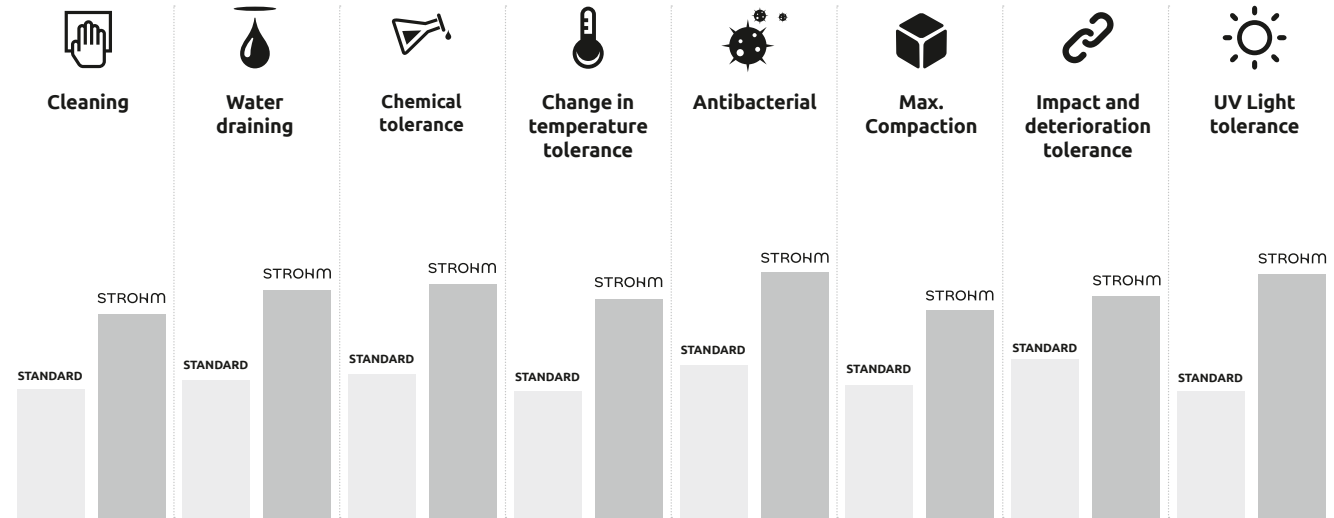 Cleaning
Water
draining
Chemical
tolerance
Change in
temperature
tolerance
Antibacterial
Max.
Compaction
Impact and
deterioration
tolerance
UV Light
tolerance
STANDARD
STROHM
STANDARD
STROHM
STANDARD
STROHM
STANDARD
STROHM
STANDARD
STROHM
STANDARD
STROHM
STANDARD
STROHM
STANDARD
STROHM